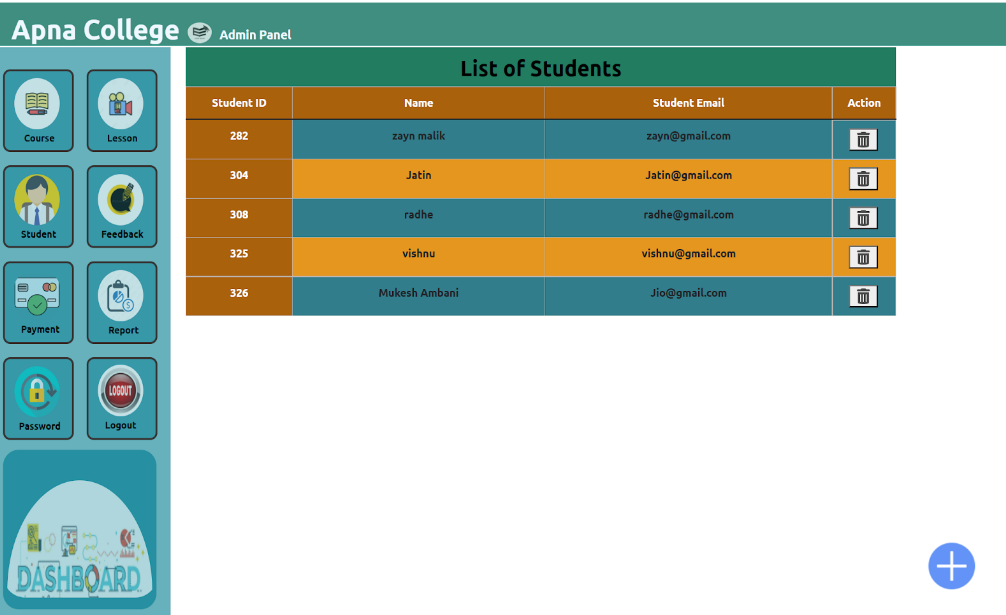 Apna College Admin Panel
List of Students
Student ID Name Student Email Action
282 zayn malik zayn@gmail.com
304 Jatin Jatin@gmail.com
308 radhe radhe@gmail.com
325 vishnu vishnu@gmail.com
326 Mukesh Ambani Jio@gmail.com
Course Lesson
Student Feedback
Payment Report
LOGOUT
Password Logout
DASHBOARD